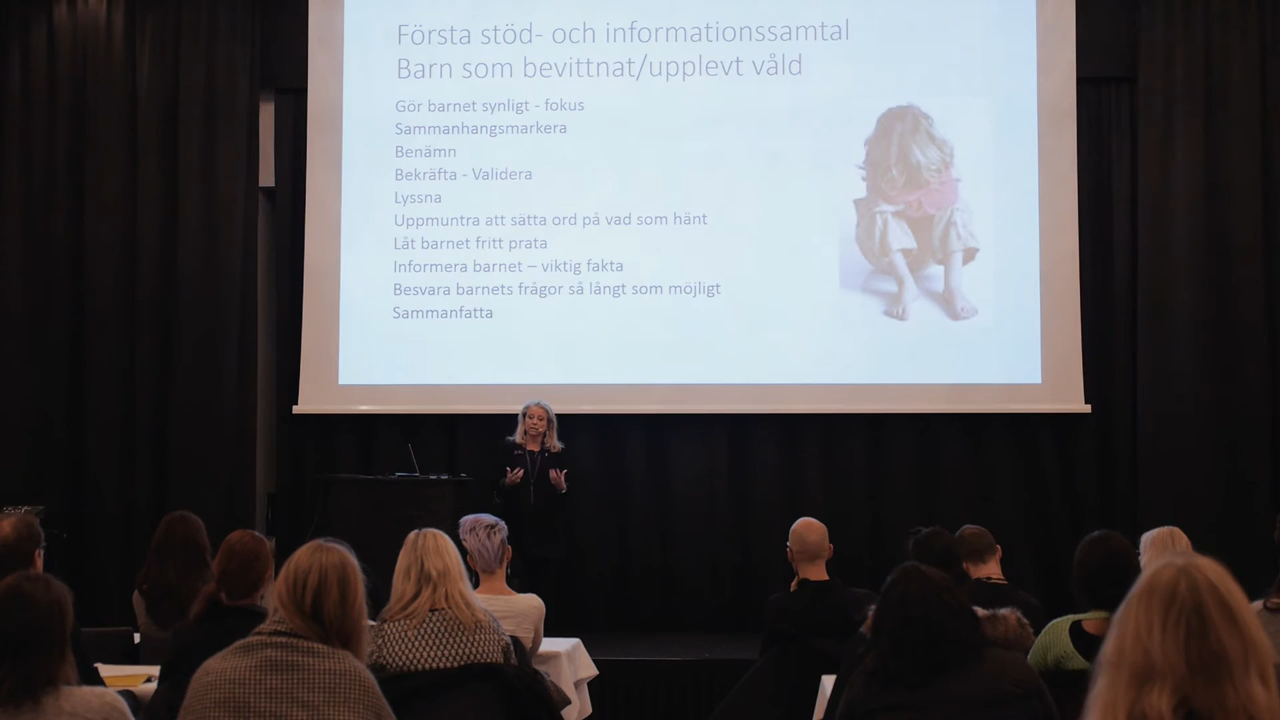 Första stöd- och informationssamtal
Barn som bevittnat/upplevt våld
Gör barnet synligt - fokus
Sammanhangsmarkera
Benämn
Bekräfta - Validera
Lyssna
Uppmuntra att sätta ord på vad som hänt
Låt barnet fritt prata
Informera barnet – viktig fakta
Besvara barnets frågor så långt som möjligt
Sammanfatta